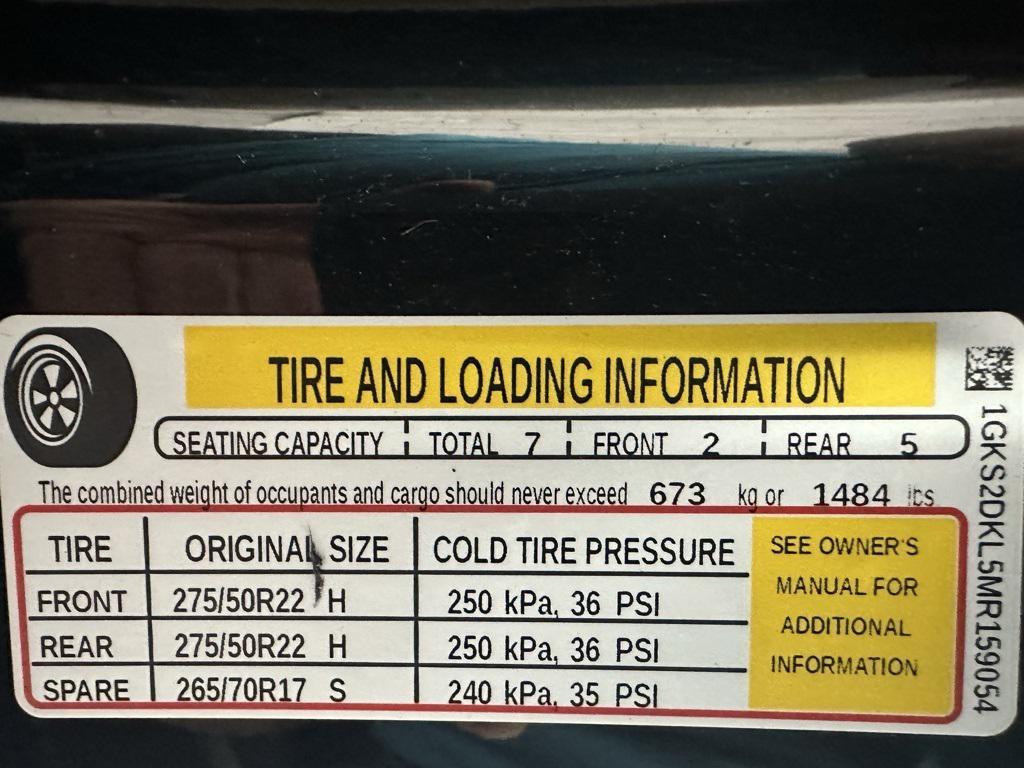 TIRE AND LOADING INFORMATION
SEATING CAPACITY TOTAL 7 FRONT 2 REAR 5
The combined weight of occupants and cargo should never exceed 673 kg or 1484 lbs
TIRE ORIGINAL SIZE COLD TIRE PRESSURE
FRONT 275/50R22 H 250 kPa, 36 PSI
REAR 275/50R22 H 250 kPa, 36 PSI
SPARE 265/70R17 S 240 kPa, 35 PSI
SEE OWNER'S
MANUAL FOR
ADDITIONAL
INFORMATION
1GKS2DKL5MR159054